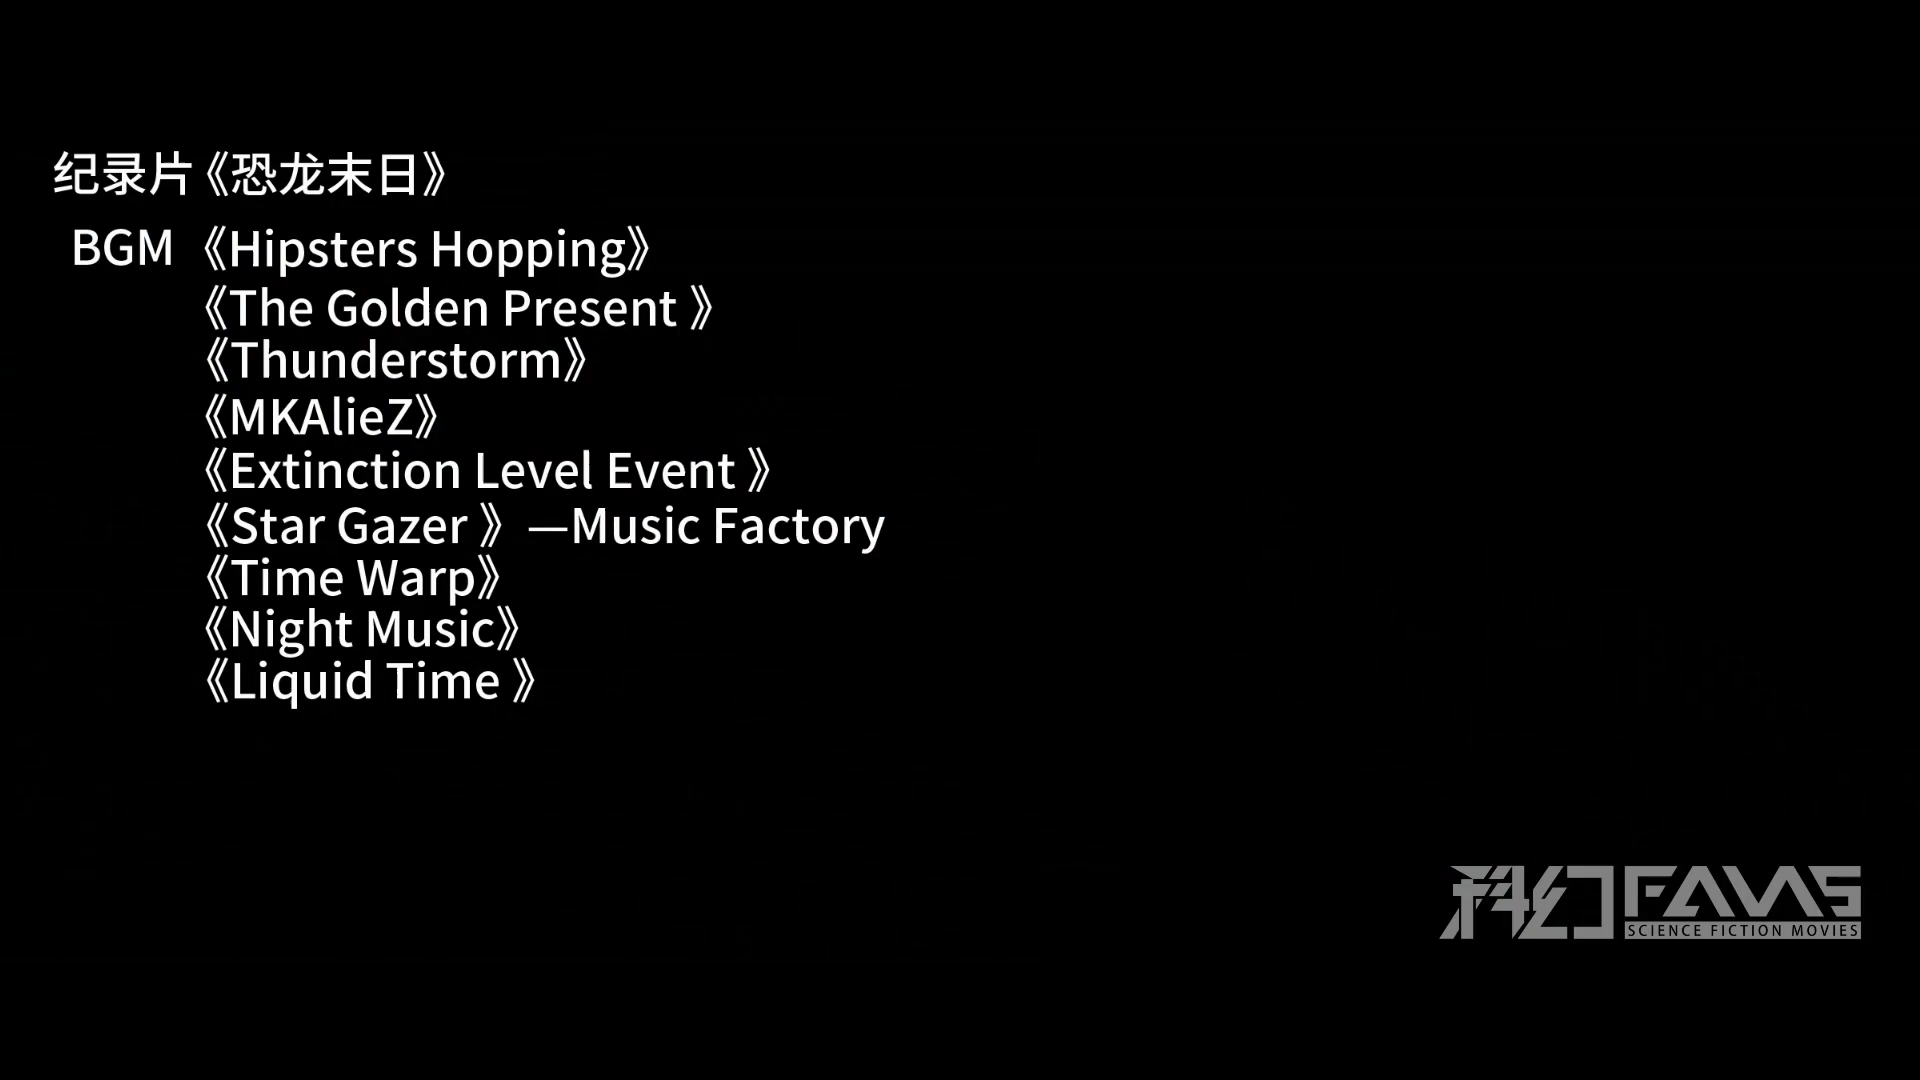 纪录片《恐龙末日》
BGM 《Hipsters Hopping》
《The Golden Present 》
《Thunderstorm》
《MKAlieZ》
《Extinction Level Event 》
《Star Gazer 》—Music Factory
《Time Warp》
《Night Music》
《Liquid Time 》
科幻FANS
SCIENCE FICTION MOVIES